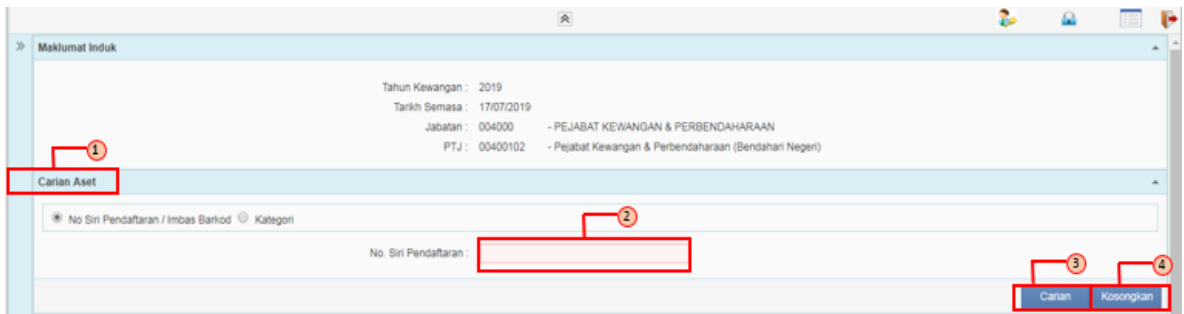 Maklumat Induk
Tahun Kewangan : 2019
Tarikh Semasa : 17/07/2019
Jabatan : 004000 - PEJABAT KEWANGAN & PERBENDAHARAAN
PTJ : 00400102 - Pejabat Kewangan & Perbendaharaan (Bendahari Negeri)
1
Carian Aset
No Siri Pendaftaran / Imbas Barkod Kategori
2
No. Siri Pendaftaran :
3 4
Carian Kosongkan